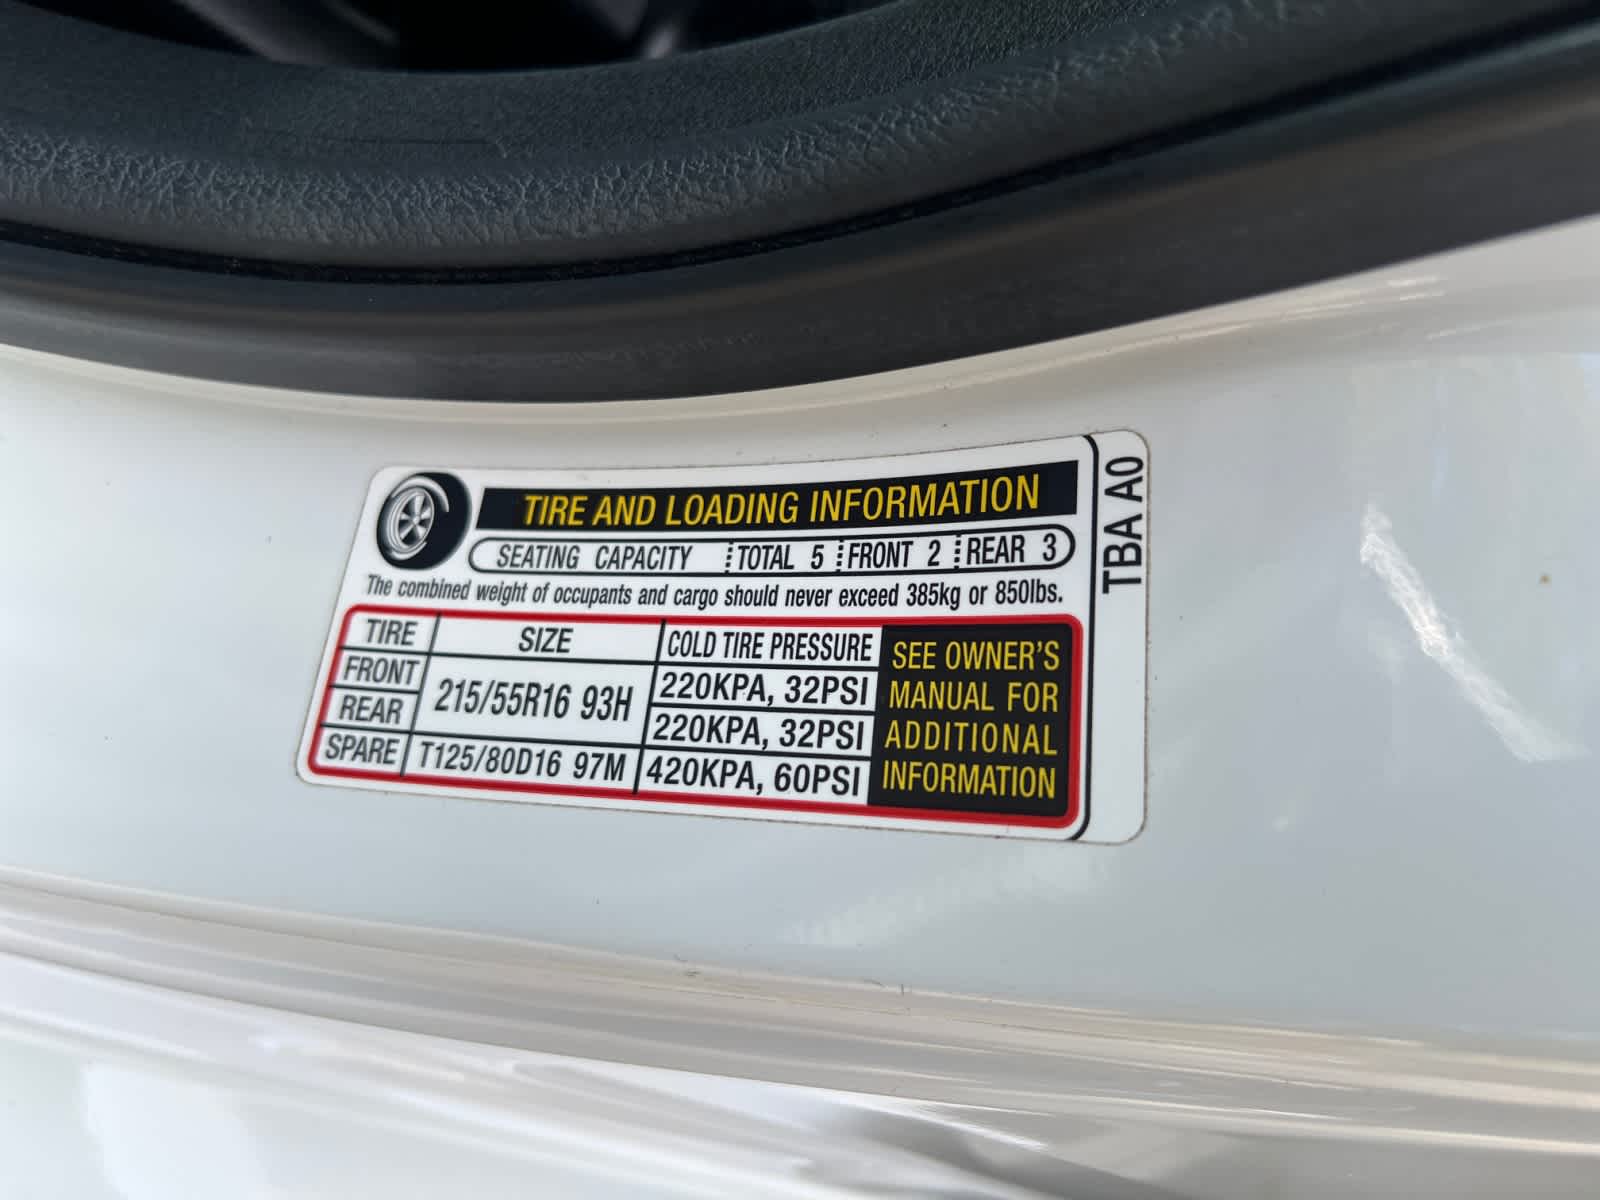 TIRE AND LOADING INFORMATION
SEATING CAPACITY TOTAL 5 FRONT 2 REAR 3
The combined weight of occupants and cargo should never exceed 385kg or 850lbs.
TIRE SIZE COLD TIRE PRESSURE
FRONT 215/55R16 93H 220KPA, 32PSI
REAR 220KPA, 32PSI
SPARE T125/80D16 97M 420KPA, 60PSI
SEE OWNER'S
MANUAL FOR
ADDITIONAL
INFORMATION
TBA A0